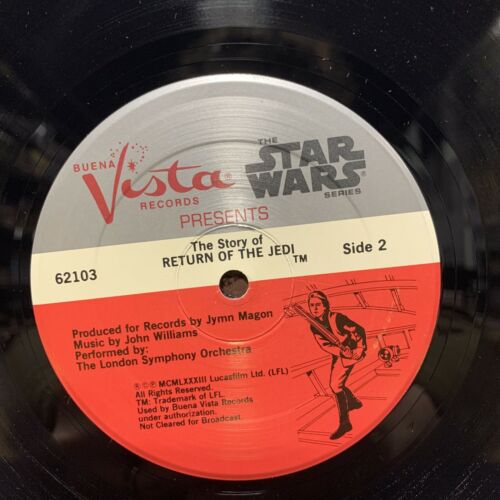 BUENA
Vista®
RECORDS
THE
STAR
WARS
SERIES
PRESENTS
The Story of
RETURN OF THE JEDI ™
62103
Side 2
Produced for Records by Jymn Magon
Music by John Williams
Performed by:
The London Symphony Orchestra
®©℗ MCMLXXXIII Lucasfilm Ltd. (LFL)
All Rights Reserved.
TM: Trademark of LFL.
Used by Buena Vista Records
under authorization.
Not Cleared for Broadcast.